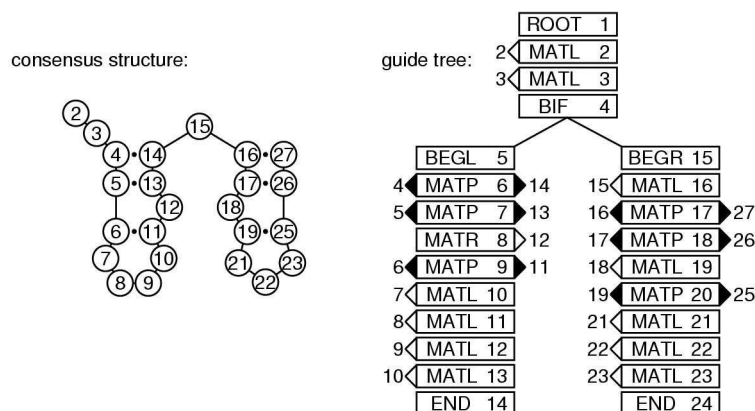 consensus structure:
2
3
4 14 15 16 27
5 13 17 26
12 18
6 11 19 25
7 10 21 23
8 9 22
guide tree:
ROOT 1
2 MATL 2
3 MATL 3
BIF 4
BEGL 5
4 MATP 6 14
5 MATP 7 13
MATR 8 12
6 MATP 9 11
7 MATL 10
8 MATL 11
9 MATL 12
10 MATL 13
END 14
BEGR 15
15 MATL 16
16 MATP 17 27
17 MATP 18 26
18 MATL 19
19 MATP 20 25
21 MATL 21
22 MATL 22
23 MATL 23
END 24